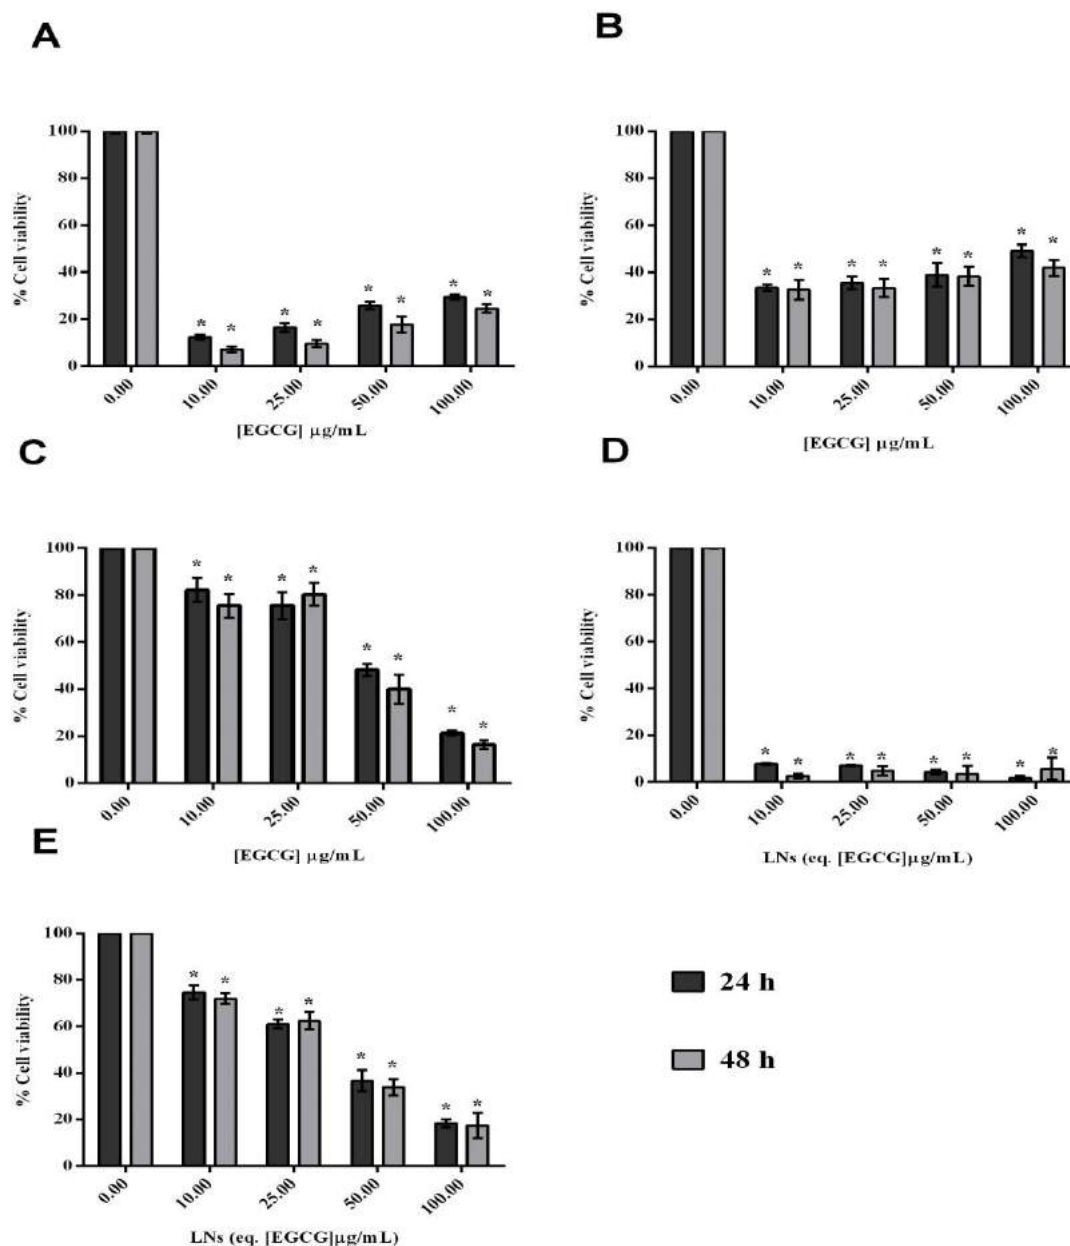 A
100
80
60
40
20
0
% Cell viability
* * * * * * * *
0.00 10.00 25.00 50.00 100.00
[EGCG] μg/mL
B
100
80
60
40
20
0
% Cell viability
* * * * * * * *
0.00 10.00 25.00 50.00 100.00
[EGCG] μg/mL
C
100
80
60
40
20
0
% Cell viability
* * * * * * * *
0.00 10.00 25.00 50.00 100.00
[EGCG] μg/mL
D
100
80
60
40
20
0
% Cell viability
* * * * * * * *
0.00 10.00 25.00 50.00 100.00
LNs (eq. [EGCG]μg/mL)
E
100
80
60
40
20
0
% Cell viability
* * * * * * * *
0.00 10.00 25.00 50.00 100.00
LNs (eq. [EGCG]μg/mL)
24 h
48 h